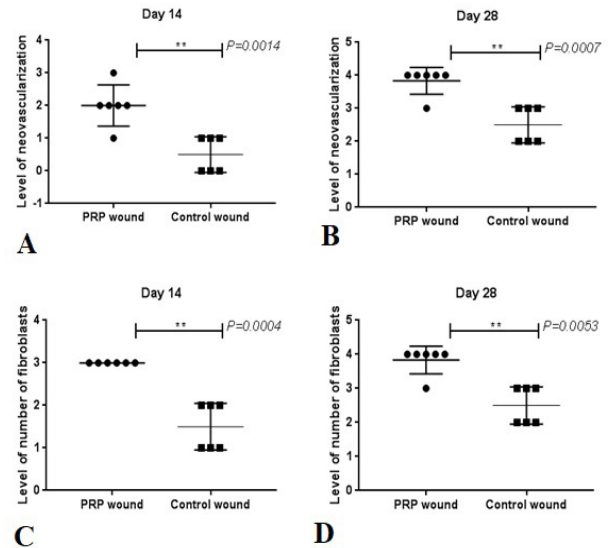 Day 14
** P=0.0014
Level of neovascularization
4
3
2
1
0
-1
PRP wound Control wound
A
Day 28
** P=0.0007
Level of neovascularization
5
4
3
2
1
0
PRP wound Control wound
B
Day 14
** P=0.0004
Level of number of fibroblasts
4
3
2
1
0
PRP wound Control wound
C
Day 28
** P=0.0053
Level of number of fibroblasts
5
4
3
2
1
0
PRP wound Control wound
D